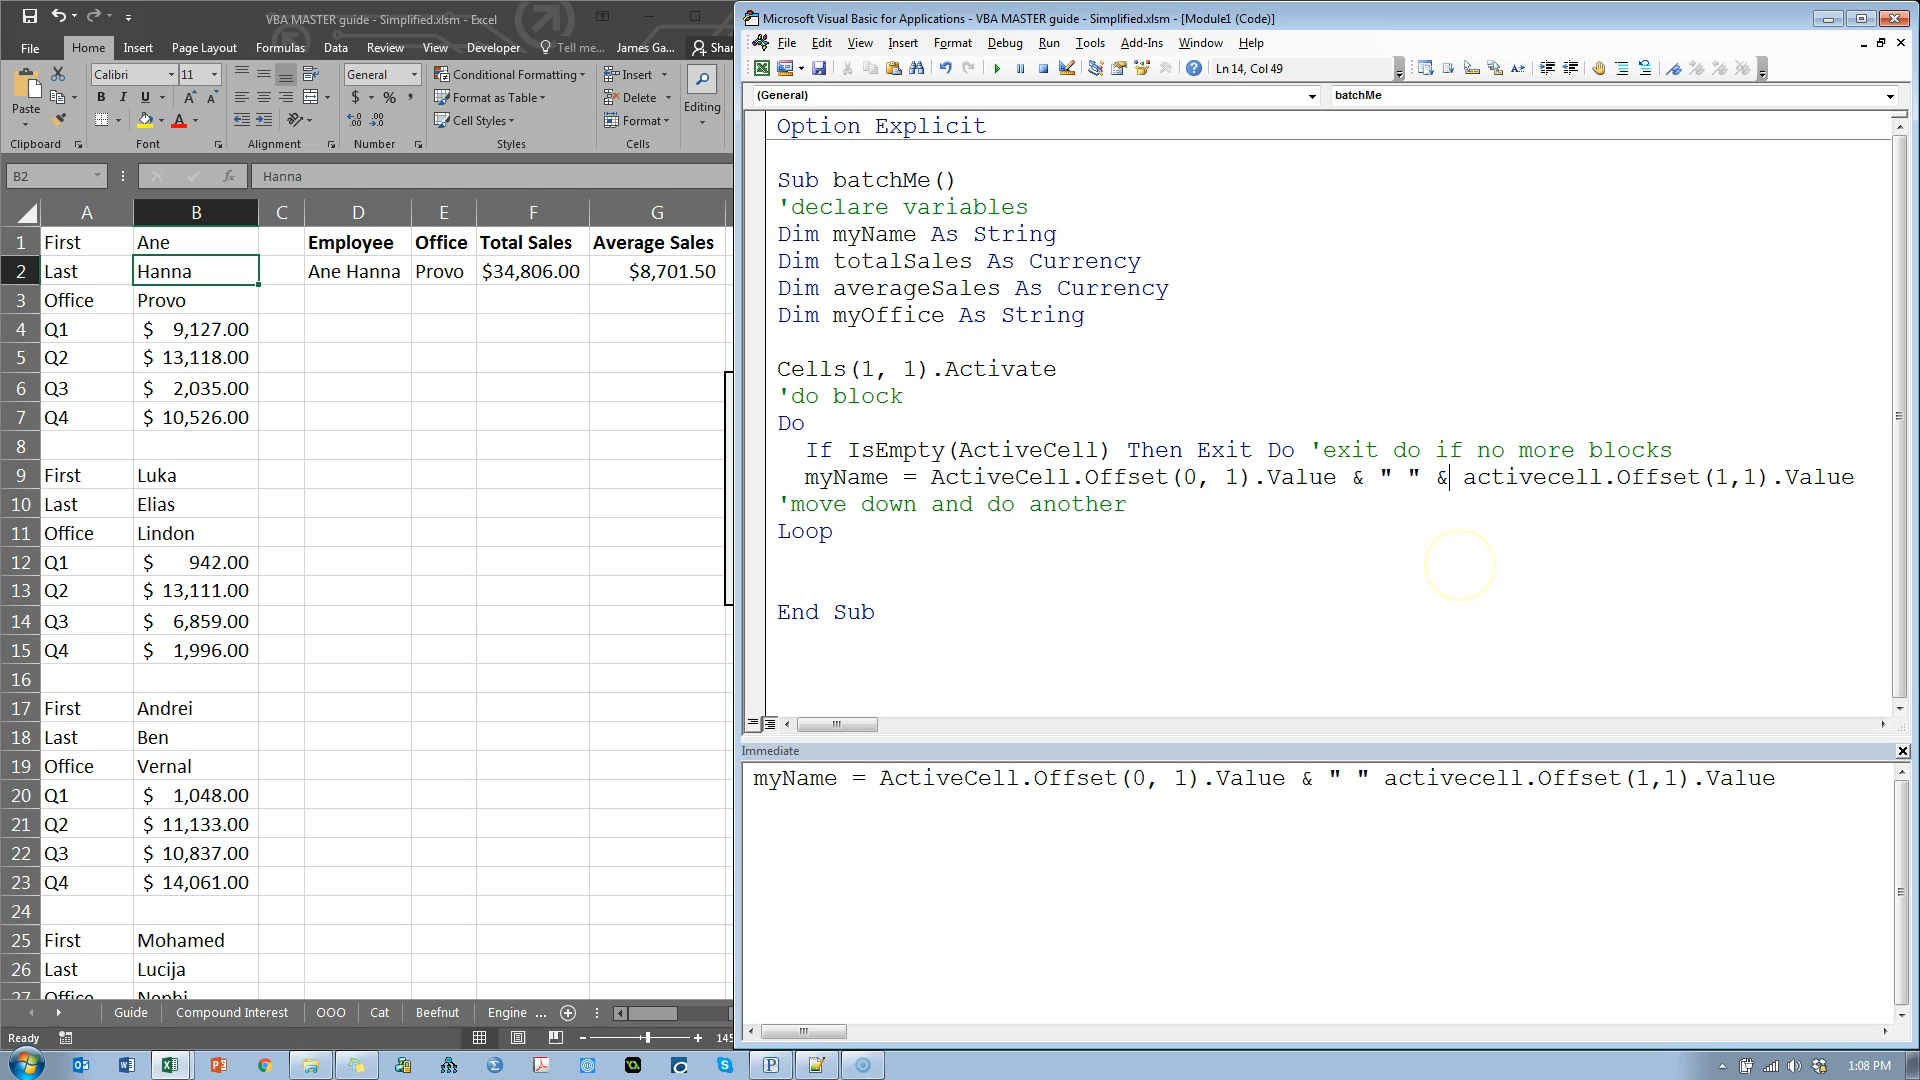 VBA MASTER guide - Simplified.xlsm - Excel
File Home Insert Page Layout Formulas Data Review View Developer Tell me... James Ga... Shar
Calibri 11 General Conditional Formatting Insert
Paste B I U A A $ % , Format as Table Delete Editing
A Cell Styles Format
Clipboard Font Alignment Number Styles Cells
B2 fx Hanna
A B C D E F G
1 First Ane Employee Office Total Sales Average Sales
2 Last Hanna Ane Hanna Provo $34,806.00 $8,701.50
3 Office Provo
4 Q1 $ 9,127.00
5 Q2 $ 13,118.00
6 Q3 $ 2,035.00
7 Q4 $ 10,526.00
8
9 First Luka
10 Last Elias
11 Office Lindon
12 Q1 $ 942.00
13 Q2 $ 13,111.00
14 Q3 $ 6,859.00
15 Q4 $ 1,996.00
16
17 First Andrei
18 Last Ben
19 Office Vernal
20 Q1 $ 1,048.00
21 Q2 $ 11,133.00
22 Q3 $ 10,837.00
23 Q4 $ 14,061.00
24
25 First Mohamed
26 Last Lucija
27 Office Nephi
Guide Compound Interest OOO Cat Beefnut Engine ...
Ready 145
Microsoft Visual Basic for Applications - VBA MASTER guide - Simplified.xlsm - [Module1 (Code)]
File Edit View Insert Format Debug Run Tools Add-Ins Window Help
Ln 14, Col 49
(General) batchMe
Option Explicit
Sub batchMe()
'declare variables
Dim myName As String
Dim totalSales As Currency
Dim averageSales As Currency
Dim myOffice As String
Cells(1, 1).Activate
'do block
Do
If IsEmpty(ActiveCell) Then Exit Do 'exit do if no more blocks
myName = ActiveCell.Offset(0, 1).Value & " " & activecell.Offset(1,1).Value
'move down and do another
Loop
End Sub
Immediate
myName = ActiveCell.Offset(0, 1).Value & " " activecell.Offset(1,1).Value
1:08 PM